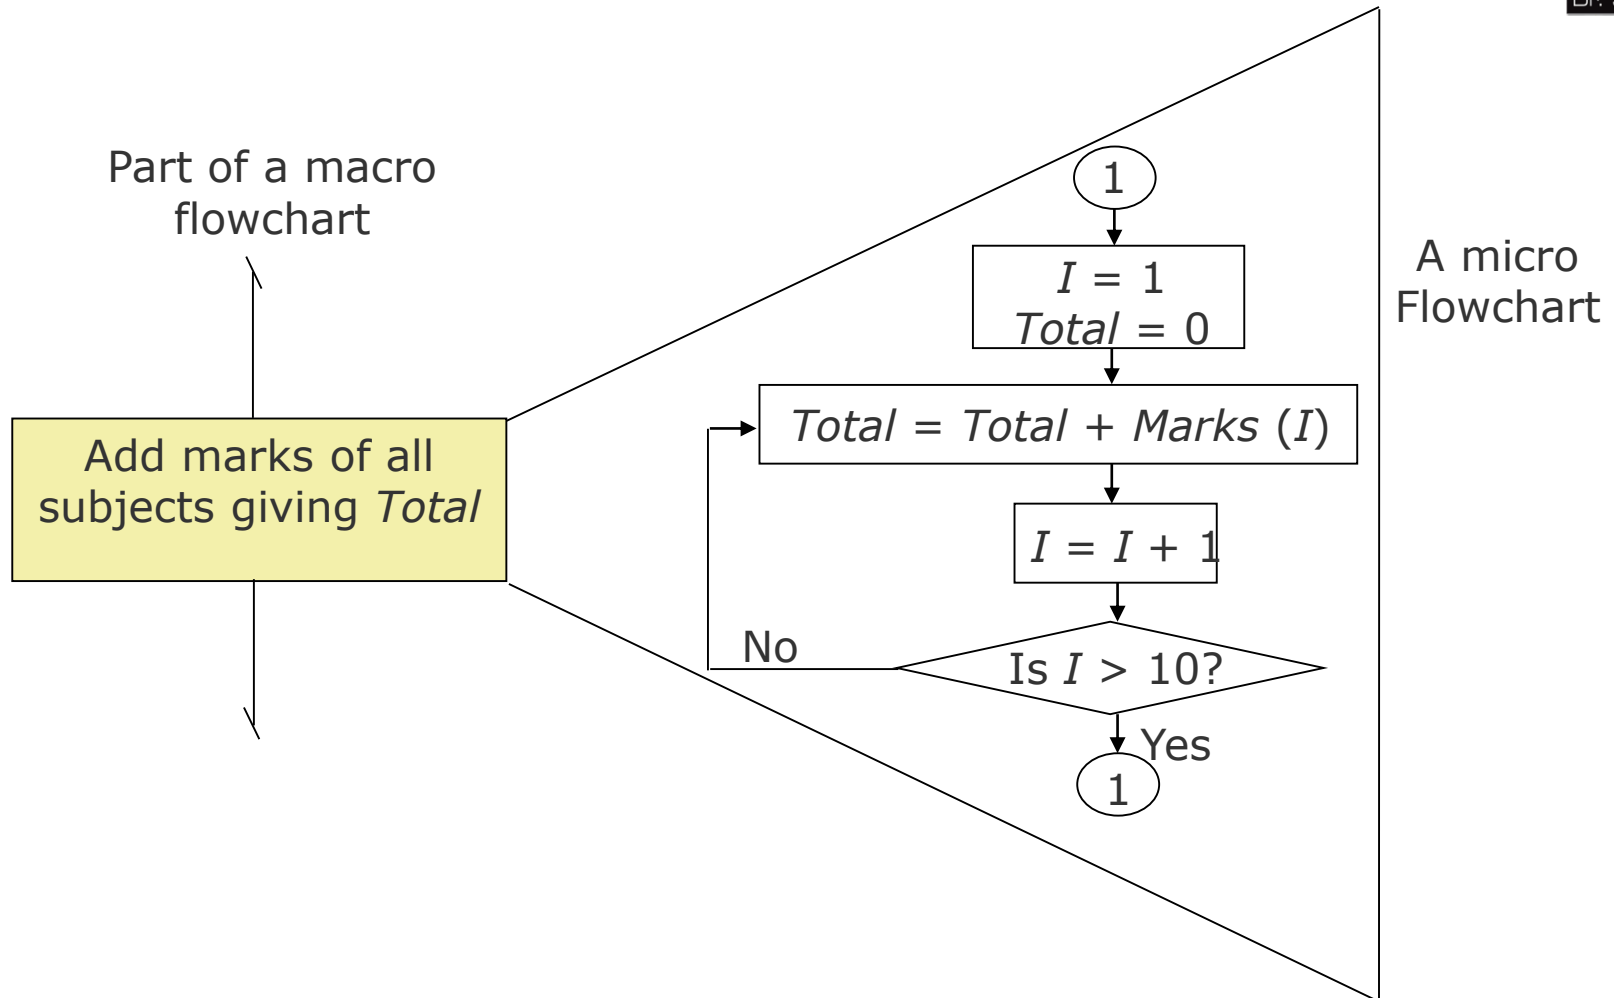 Part of a macro
flowchart
Add marks of all
subjects giving Total
1
I = 1
Total = 0
Total = Total + Marks (I)
I = I + 1
Is I > 10?
No
Yes
1
A micro
Flowchart